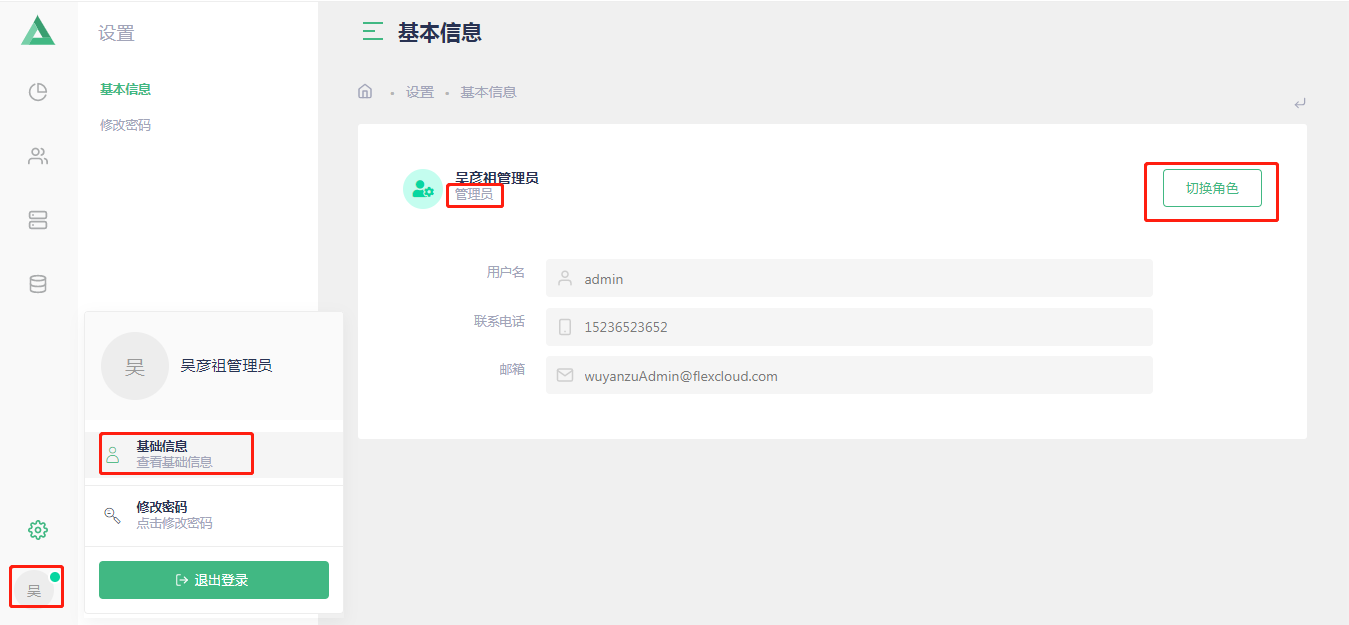 设置
基本信息
修改密码
基本信息
设置
基本信息
吴彦祖管理员
管理员
切换角色
用户名
admin
联系电话
15236523652
邮箱
wuyanzuAdmin@flexcloud.com
吴
吴彦祖管理员
基础信息
查看基础信息
修改密码
点击修改密码
退出登录
吴